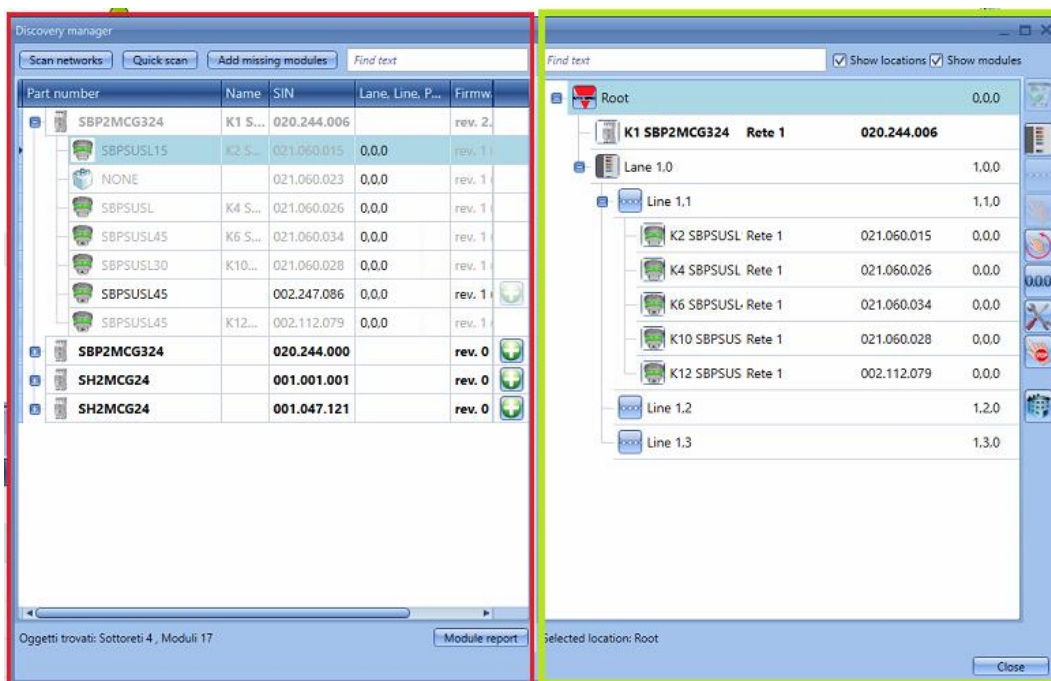 Discovery manager
Scan networks Quick scan Add missing modules Find text
Part number Name SIN Lane, Line, P... Firmw.
SBP2MCG324 K1 S... 020.244.006 rev. 2.
SBPSUSL15 K2 S... 021.060.015 0,0,0 rev. 1
NONE 021.060.023 0,0,0 rev. 1
SBPSUSL K4 S... 021.060.026 0,0,0 rev. 1
SBPSUSL45 K6 S... 021.060.034 0,0,0 rev. 1
SBPSUSL30 K10... 021.060.028 0,0,0 rev. 1
SBPSUSL45 002.247.086 0,0,0 rev. 1
SBPSUSL45 K12... 002.112.079 0,0,0 rev. 1
SBP2MCG324 020.244.000 rev. 0
SH2MCG24 001.001.001 rev. 0
SH2MCG24 001.047.121 rev. 0
Oggetti trovati: Sottoreti 4 , Moduli 17 Module report
Find text Show locations Show modules
Root 0,0,0
K1 SBP2MCG324 Rete 1 020.244.006
Lane 1,0 1,0,0
Line 1,1 1,1,0
K2 SBPSUSL Rete 1 021.060.015 0,0,0
K4 SBPSUSL Rete 1 021.060.026 0,0,0
K6 SBPSUSL Rete 1 021.060.034 0,0,0
K10 SBPSUS Rete 1 021.060.028 0,0,0
K12 SBPSUS Rete 1 002.112.079 0,0,0
Line 1,2 1,2,0
Line 1,3 1,3,0
0.0.0
STOP
Selected location: Root
Close